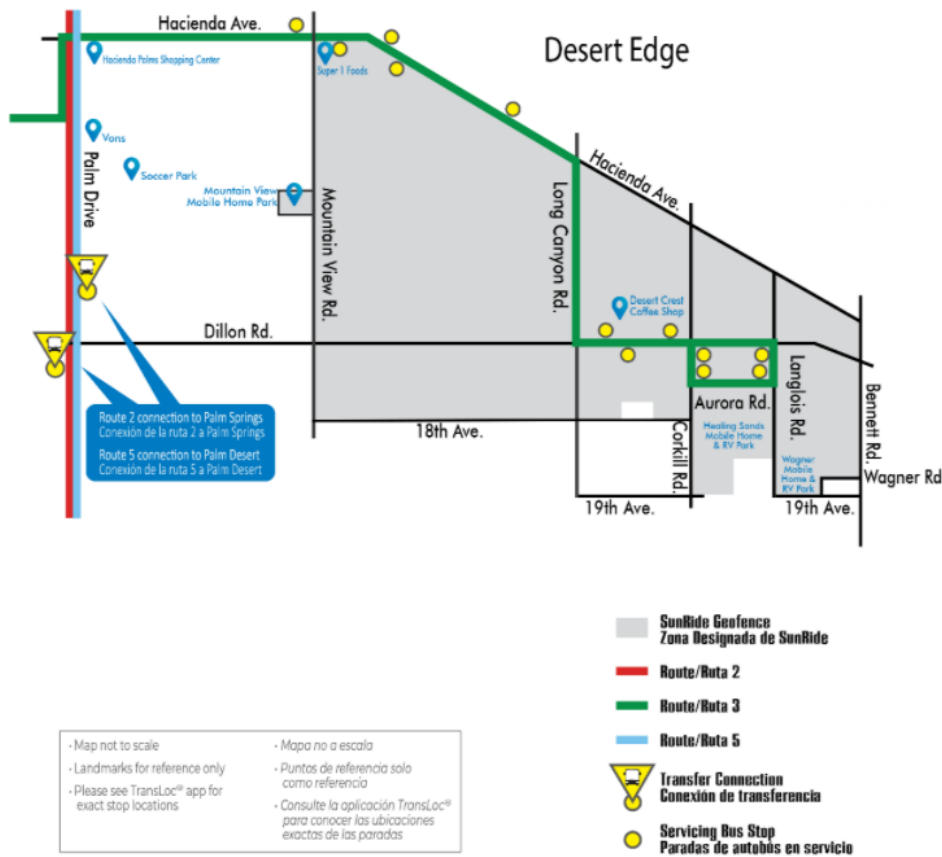 Hacienda Ave.
Desert Edge
Hacienda Palms Shopping Center
Super 1 Foods
Vons
Palm Drive
Soccer Park
Mountain View
Mobile Home Park
Mountain View Rd.
Long Canyon Rd.
Hacienda Ave.
Desert Crest
Coffee Shop
Dillon Rd.
Route 2 connection to Palm Springs
Conexión de la ruta 2 a Palm Springs
Route 5 connection to Palm Desert
Conexión de la ruta 5 a Palm Desert
18th Ave.
Aurora Rd.
Healing Sands
Mobile Home
& RV Park
Corkill Rd.
Langlois Rd.
Bennett Rd.
Wagner
Mobile
Home &
RV Park
Wagner Rd
19th Ave.
19th Ave.
SunRide Geofence
Zona Designada de SunRide
Route/Ruta 2
Route/Ruta 3
Route/Ruta 5
Transfer Connection
Conexión de transferencia
Servicing Bus Stop
Paradas de autobús en servicio
· Map not to scale
· Landmarks for reference only
· Please see TransLoc® app for
exact stop locations
· Mapa no a escala
· Puntos de referencia solo
como referencia
· Consulte la aplicación TransLoc®
para conocer las ubicaciones
exactas de las paradas